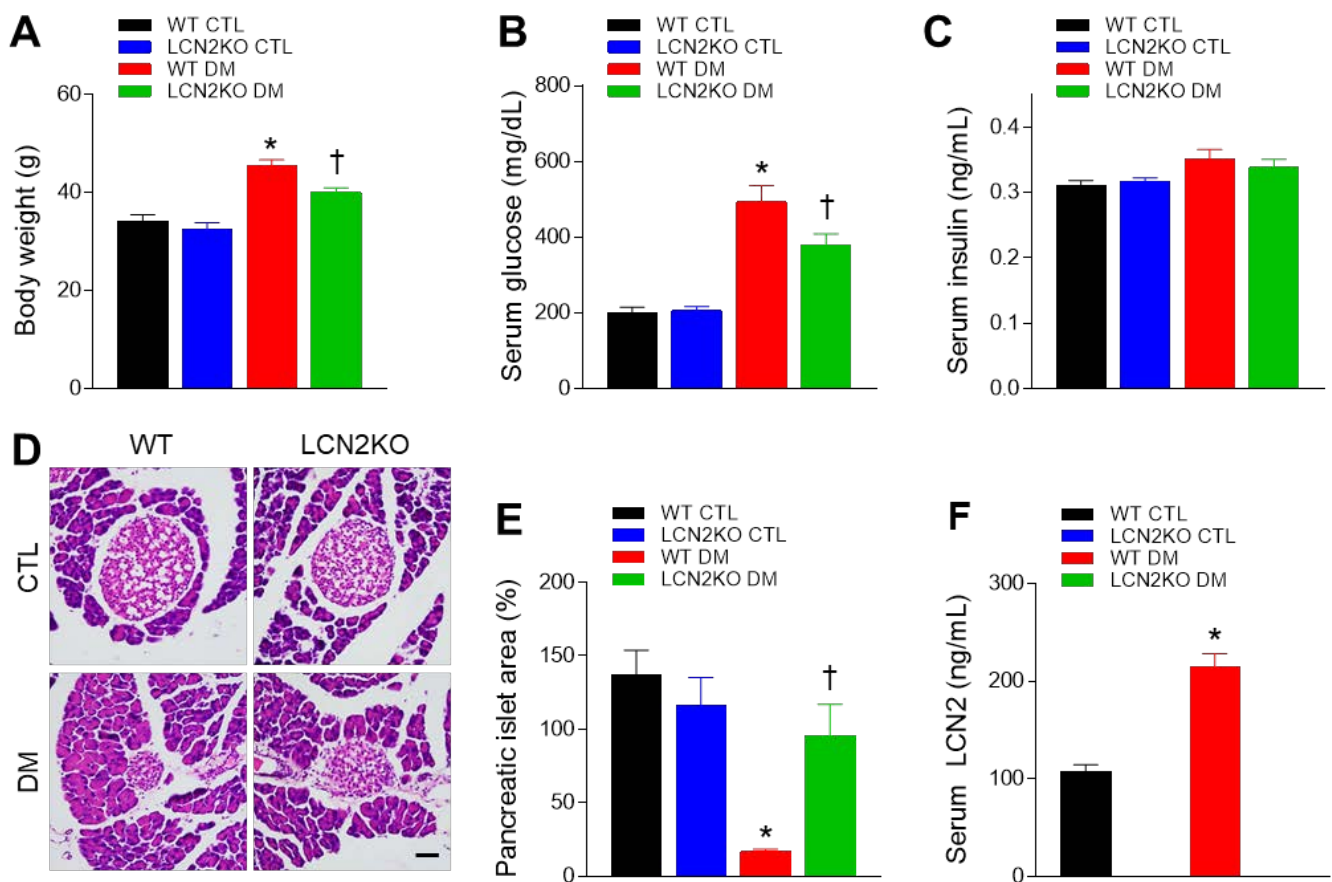 A
WT CTL
LCN2KO CTL
WT DM
LCN2KO DM
Body weight (g)
60
40
20
0
*
†
B
WT CTL
LCN2KO CTL
WT DM
LCN2KO DM
Serum glucose (mg/dL)
800
600
400
200
0
*
†
C
WT CTL
LCN2KO CTL
WT DM
LCN2KO DM
Serum insulin (ng/mL)
0.4
0.3
0.2
0.1
0.0
D
WT
LCN2KO
CTL
DM
E
WT CTL
LCN2KO CTL
WT DM
LCN2KO DM
Pancreatic islet area (%)
200
150
100
50
0
*
†
F
WT CTL
LCN2KO CTL
WT DM
LCN2KO DM
Serum LCN2 (ng/mL)
300
200
100
0
*